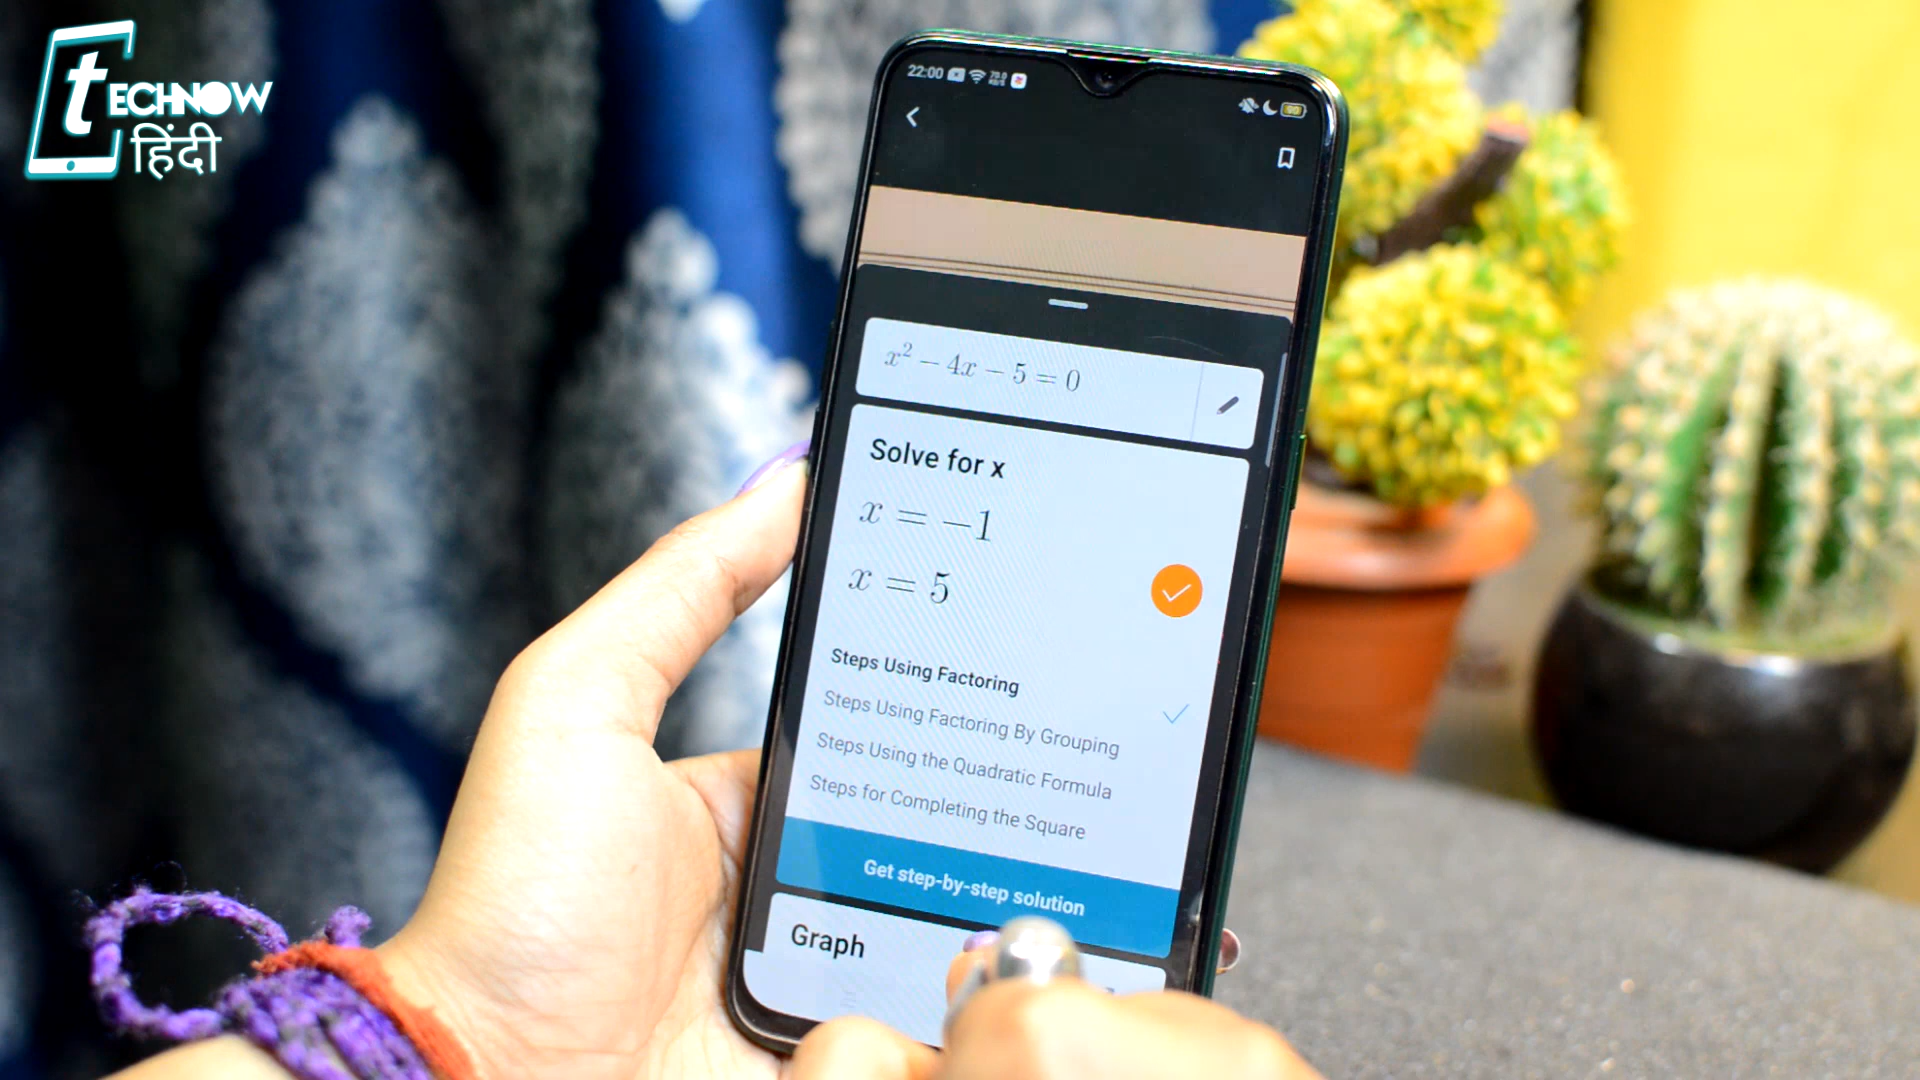 tECHNOW
हिंदी
22:00
x² − 4x − 5 = 0
Solve for x
x = −1
x = 5
Steps Using Factoring
Steps Using Factoring By Grouping
Steps Using the Quadratic Formula
Steps for Completing the Square
Get step-by-step solution
Graph